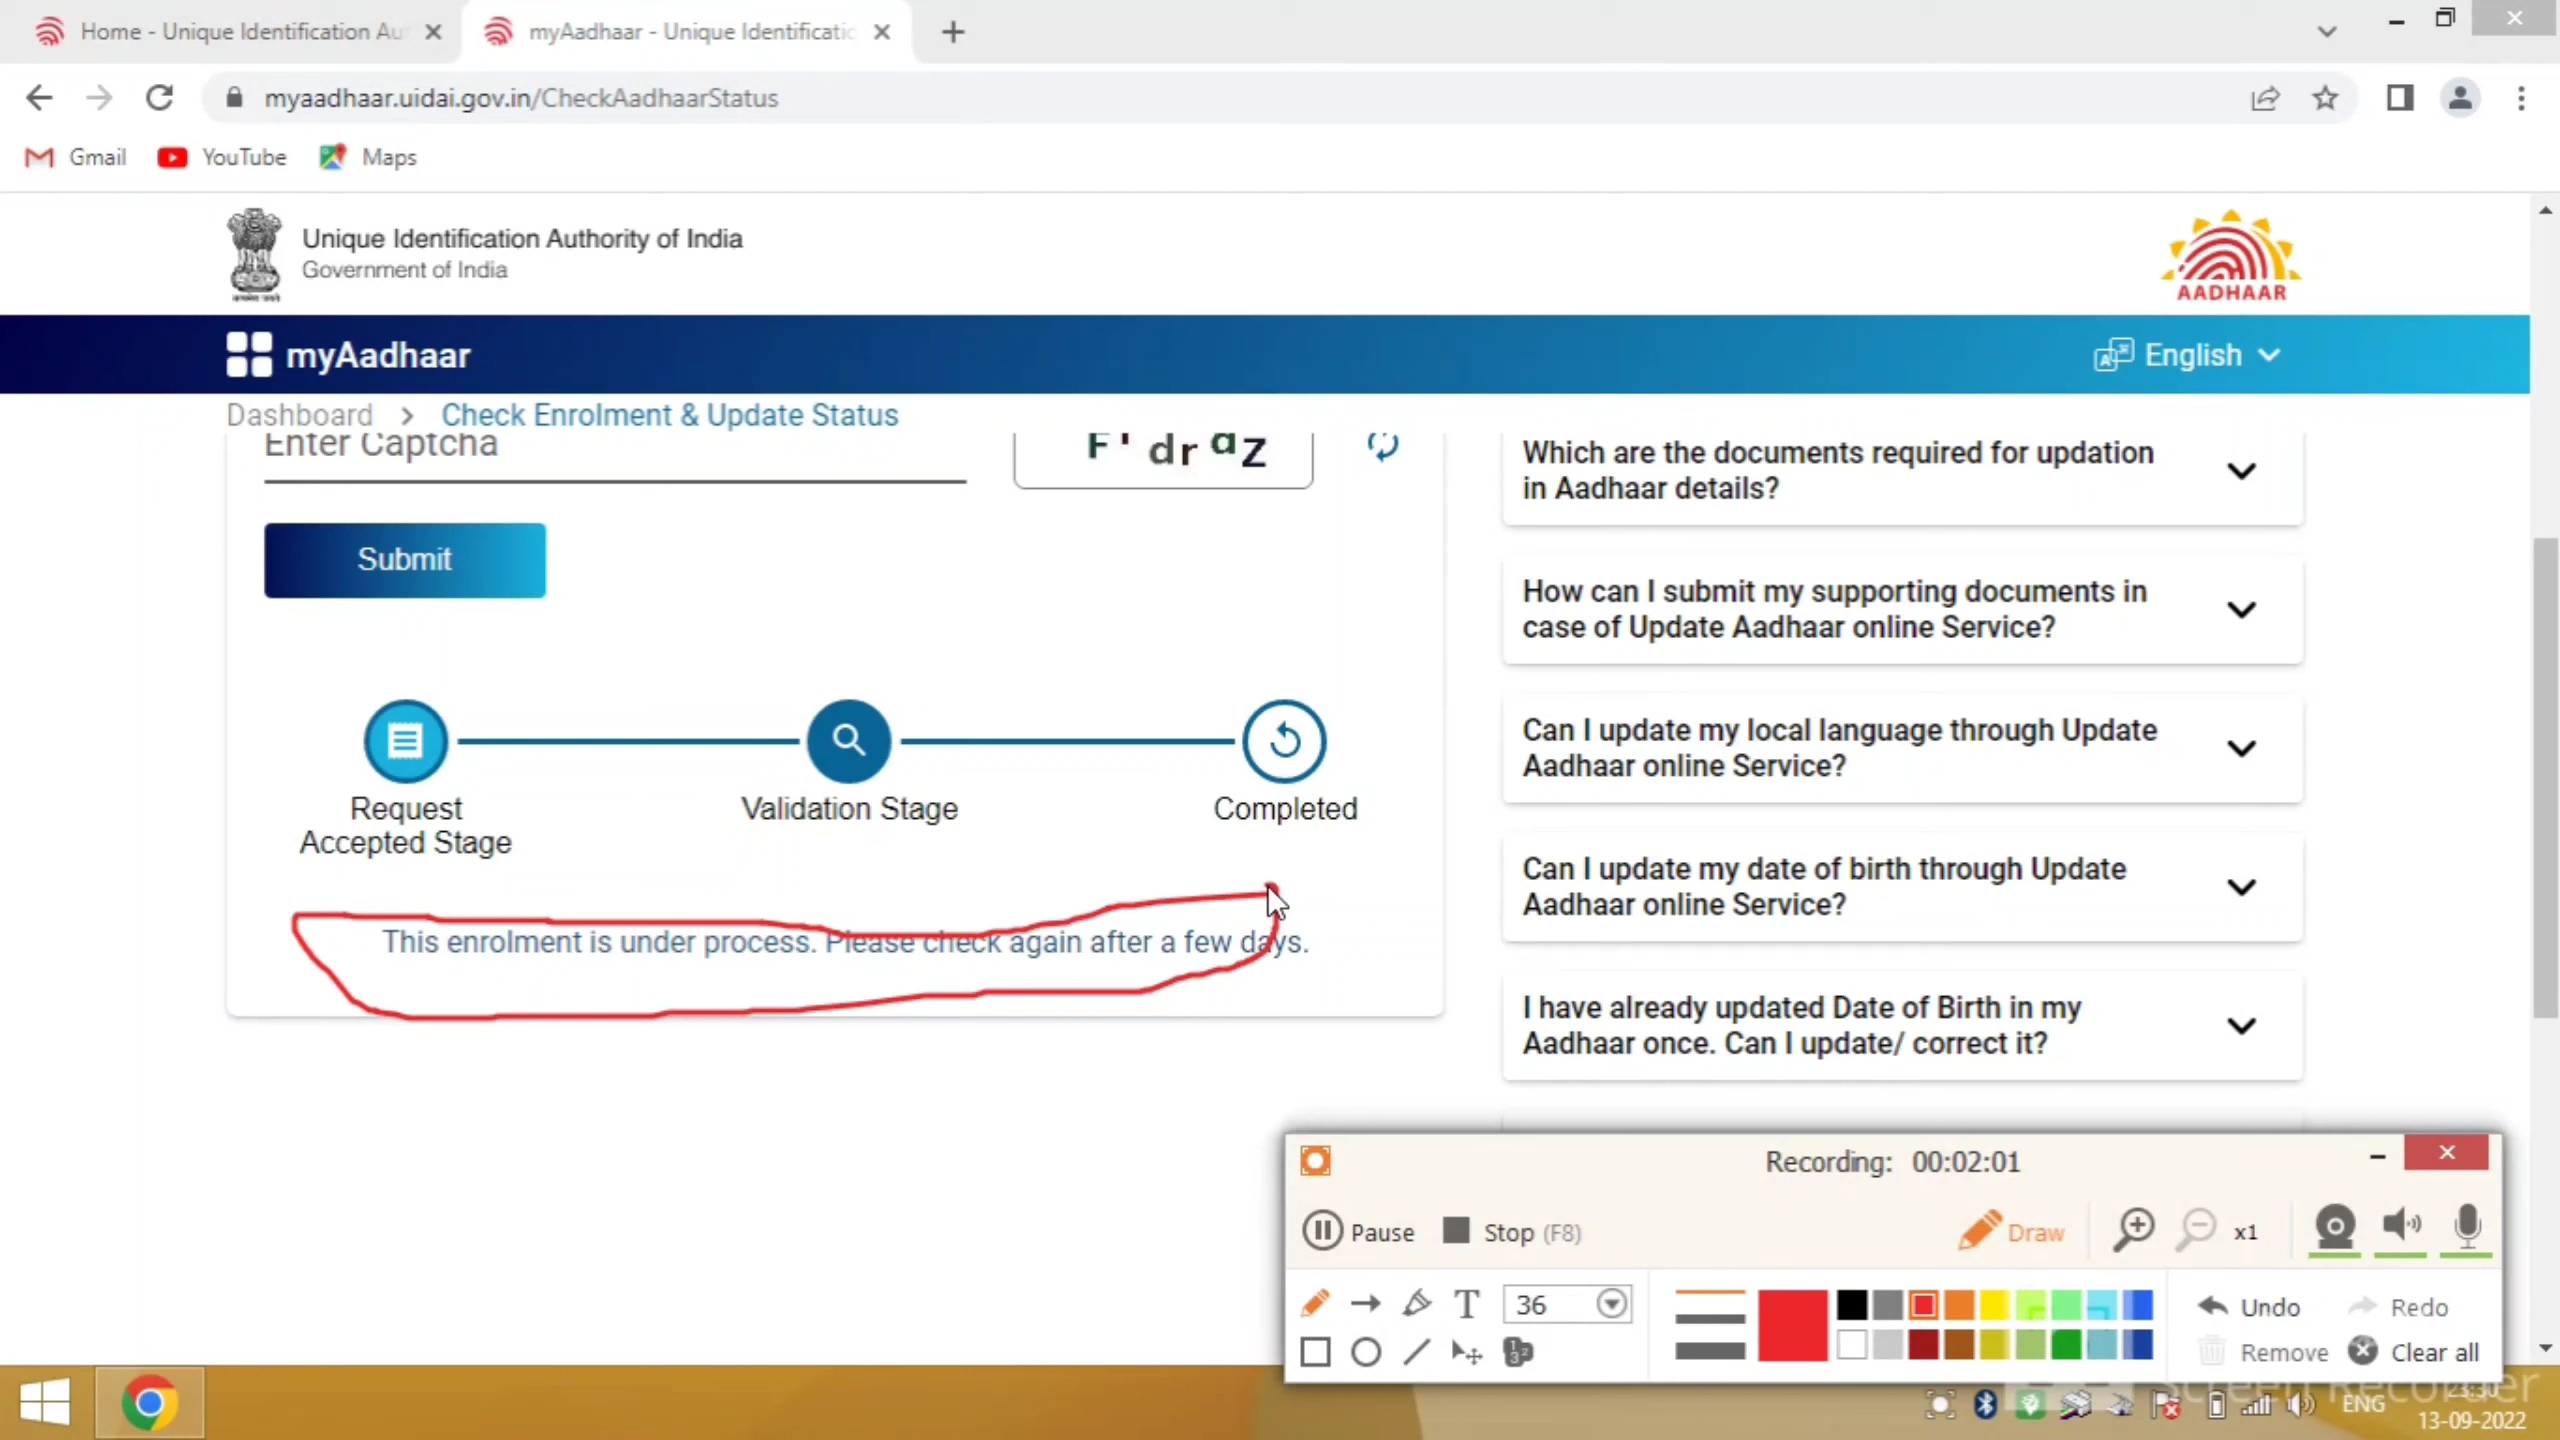 Home - Unique Identification Au
myAadhaar - Unique Identificatio
myaadhaar.uidai.gov.in/CheckAadhaarStatus
Gmail
YouTube
Maps
Unique Identification Authority of India
Government of India
AADHAAR
myAadhaar
English
Dashboard > Check Enrolment & Update Status
Enter Captcha
Submit
Request
Accepted Stage
Validation Stage
Completed
This enrolment is under process. Please check again after a few days.
Which are the documents required for updation
in Aadhaar details?
How can I submit my supporting documents in
case of Update Aadhaar online Service?
Can I update my local language through Update
Aadhaar online Service?
Can I update my date of birth through Update
Aadhaar online Service?
I have already updated Date of Birth in my
Aadhaar once. Can I update/ correct it?
Recording: 00:02:01
Pause
Stop (F8)
Draw
x1
T
36
Undo
Redo
Remove
Clear all
Screen Recorder
ENG
23:30
13-09-2022